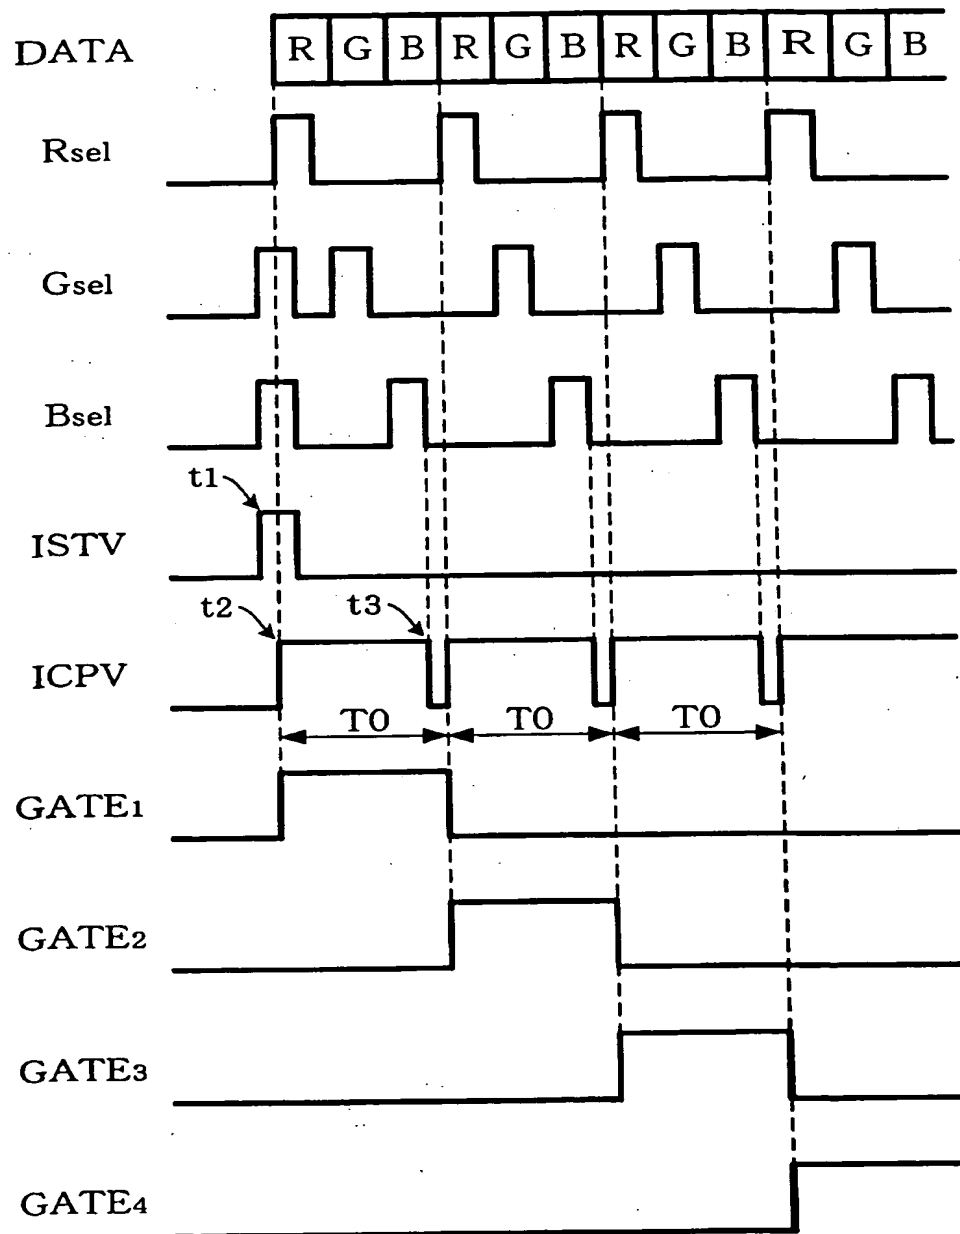 DATA R G B R G B R G B R G B
Rsel
Gsel
Bsel
t1
ISTV
t2 t3
ICPV
T0 T0 T0
GATE1
GATE2
GATE3
GATE4